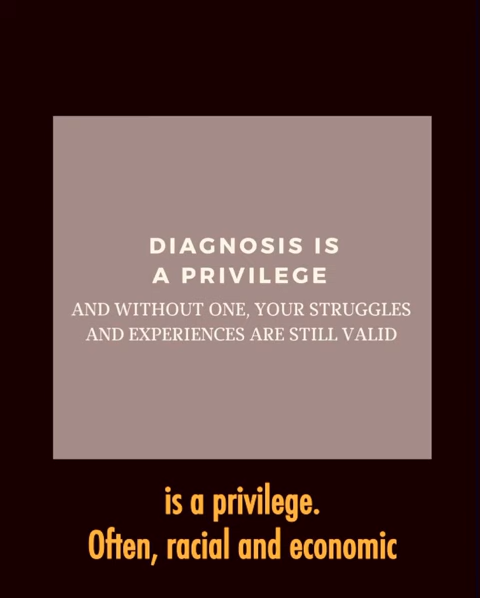 DIAGNOSIS IS
A PRIVILEGE
AND WITHOUT ONE, YOUR STRUGGLES
AND EXPERIENCES ARE STILL VALID
is a privilege.
Often, racial and economic